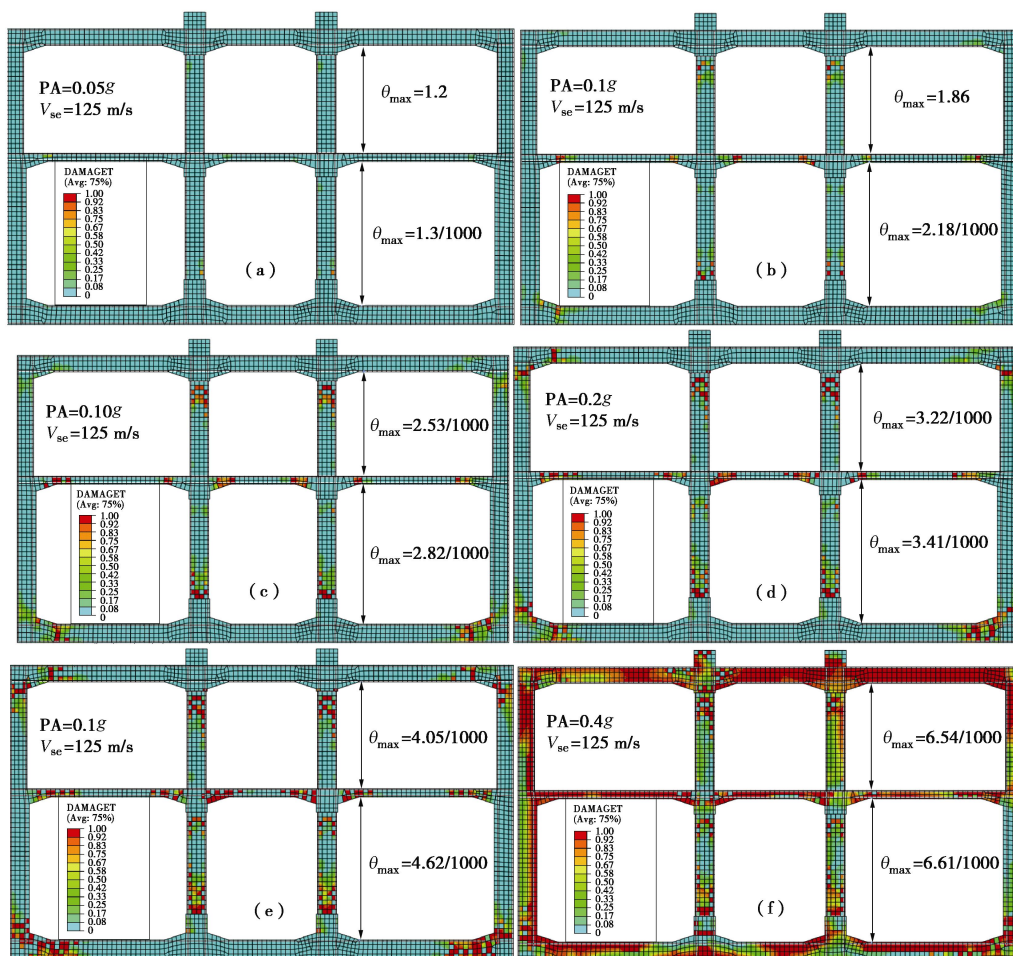 PA=0.05g
Vse=125 m/s
θmax=1.2
DAMAGET
(Avg: 75%)
1.00
0.92
0.83
0.75
0.67
0.58
0.50
0.42
0.33
0.25
0.17
0.08
0
θmax=1.3/1000
(a)
PA=0.1g
Vse=125 m/s
θmax=1.86
DAMAGET
(Avg: 75%)
1.00
0.92
0.83
0.75
0.67
0.58
0.50
0.42
0.33
0.25
0.17
0.08
0
θmax=2.18/1000
(b)
PA=0.10g
Vse=125 m/s
θmax=2.53/1000
DAMAGET
(Avg: 75%)
1.00
0.92
0.83
0.75
0.67
0.58
0.50
0.42
0.33
0.25
0.17
0.08
0
θmax=2.82/1000
(c)
PA=0.2g
Vse=125 m/s
θmax=3.22/1000
DAMAGET
(Avg: 75%)
1.00
0.92
0.83
0.75
0.67
0.58
0.50
0.42
0.33
0.25
0.17
0.08
0
θmax=3.41/1000
(d)
PA=0.1g
Vse=125 m/s
θmax=4.05/1000
DAMAGET
(Avg: 75%)
1.00
0.92
0.83
0.75
0.67
0.58
0.50
0.42
0.33
0.25
0.17
0.08
0
θmax=4.62/1000
(e)
PA=0.4g
Vse=125 m/s
θmax=6.54/1000
DAMAGET
(Avg: 75%)
1.00
0.92
0.83
0.75
0.67
0.58
0.50
0.42
0.33
0.25
0.17
0.08
0
θmax=6.61/1000
(f)